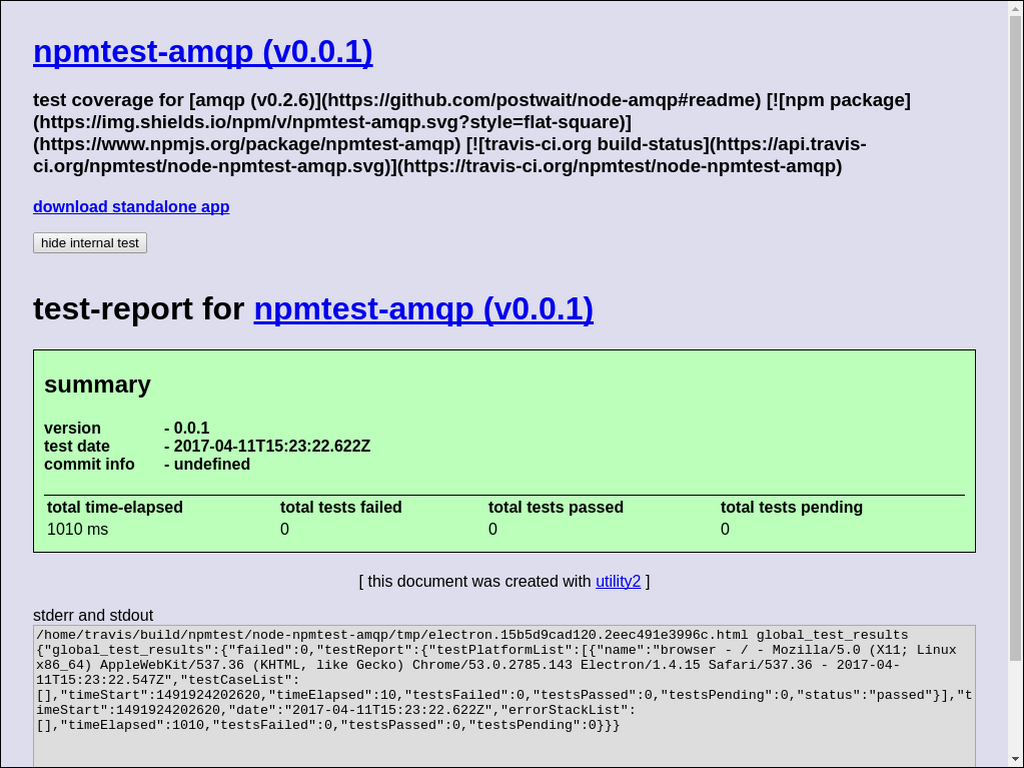 npmtest-amqp (v0.0.1)
test coverage for [amqp (v0.2.6)](https://github.com/postwait/node-amqp#readme) [![npm package]
(https://img.shields.io/npm/v/npmtest-amqp.svg?style=flat-square)]
(https://www.npmjs.org/package/npmtest-amqp) [![travis-ci.org build-status](https://api.travis-
ci.org/npmtest/node-npmtest-amqp.svg)](https://travis-ci.org/npmtest/node-npmtest-amqp)
download standalone app
hide internal test
test-report for npmtest-amqp (v0.0.1)
summary
version - 0.0.1
test date - 2017-04-11T15:23:22.622Z
commit info - undefined
total time-elapsed total tests failed total tests passed total tests pending
1010 ms 0 0 0
[ this document was created with utility2 ]
stderr and stdout
/home/travis/build/npmtest/node-npmtest-amqp/tmp/electron.15b5d9cad120.2eec491e3996c.html global_test_results
{"global_test_results":{"failed":0,"testReport":{"testPlatformList":[{"name":"browser - / - Mozilla/5.0 (X11; Linux
x86_64) AppleWebKit/537.36 (KHTML, like Gecko) Chrome/53.0.2785.143 Electron/1.4.15 Safari/537.36 - 2017-04-
11T15:23:22.547Z","testCaseList":
[],"timeStart":1491924202620,"timeElapsed":10,"testsFailed":0,"testsPassed":0,"testsPending":0,"status":"passed"}],"t
imeStart":1491924202620,"date":"2017-04-11T15:23:22.622Z","errorStackList":
[],"timeElapsed":1010,"testsFailed":0,"testsPassed":0,"testsPending":0}}}